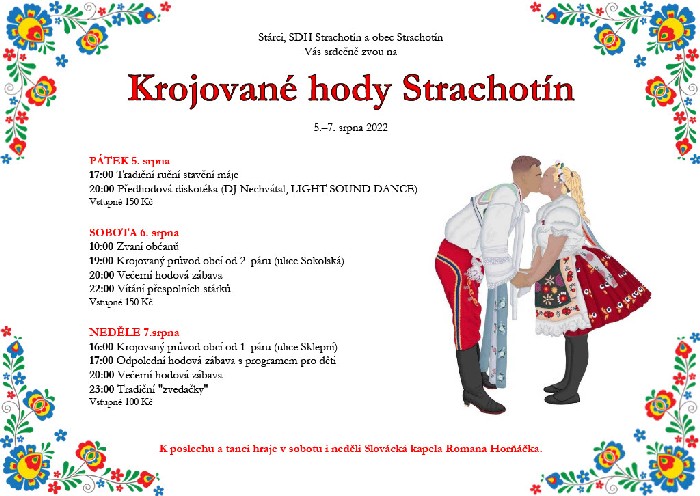 Stárci, SDH Strachotín a obec Strachotín
Vás srdečně zvou na
Krojované hody Strachotín
5.–7. srpna 2022
PÁTEK 5. srpna
17:00 Tradiční ruční stavění máje
20:00 Předhodová diskotéka (DJ Nechvátal, LIGHT SOUND DANCE)
Vstupné 150 Kč
SOBOTA 6. srpna
10:00 Zvaní občanů
19:00 Krojovaný průvod obcí od 2. páru (ulice Sokolská)
20:00 Večerní hodová zábava
22:00 Vítání přespolních stárků
Vstupné 150 Kč
NEDĚLE 7.srpna
16:00 Krojovaný průvod obcí od 1. páru (ulice Sklepní)
17:00 Odpolední hodová zábava s programem pro děti
20:00 Večerní hodová zábava
23:00 Tradiční "zvedačky"
Vstupné 100 Kč
K poslechu a tanci hraje v sobotu i neděli Slovácká kapela Romana Horňáčka.